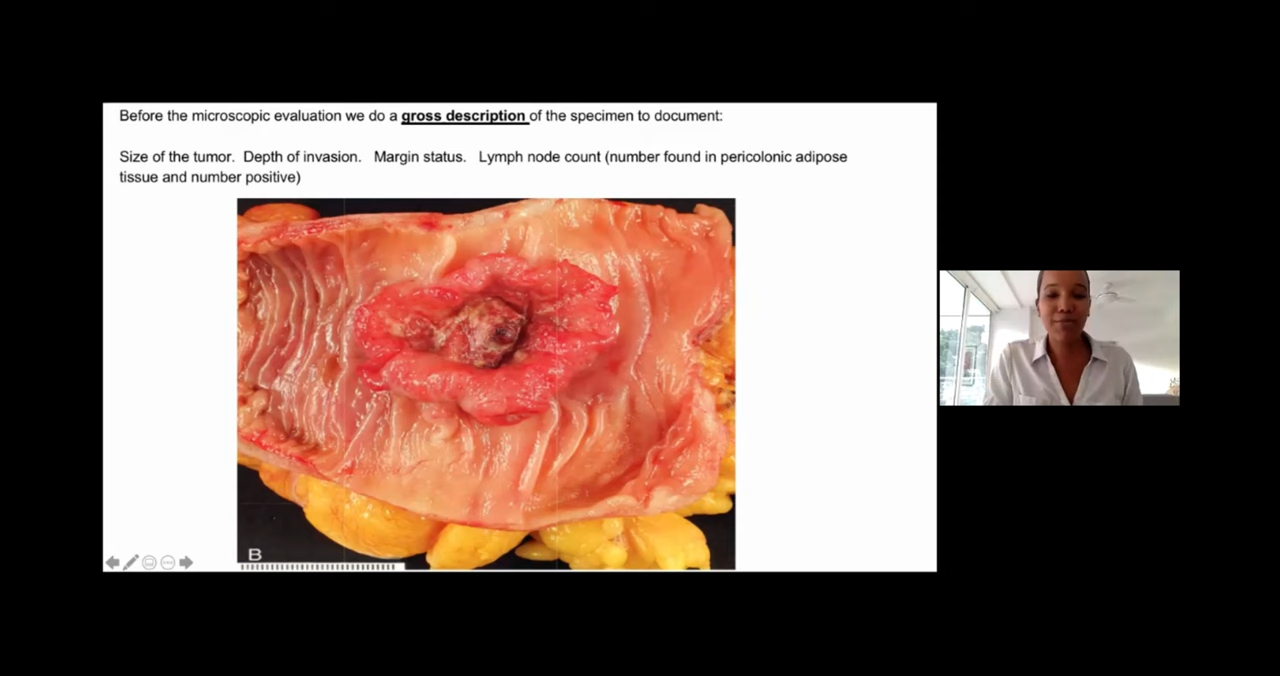 Before the microscopic evaluation we do a gross description of the specimen to document:
Size of the tumor.  Depth of invasion.   Margin status.   Lymph node count (number found in pericolonic adipose
tissue and number positive)
B